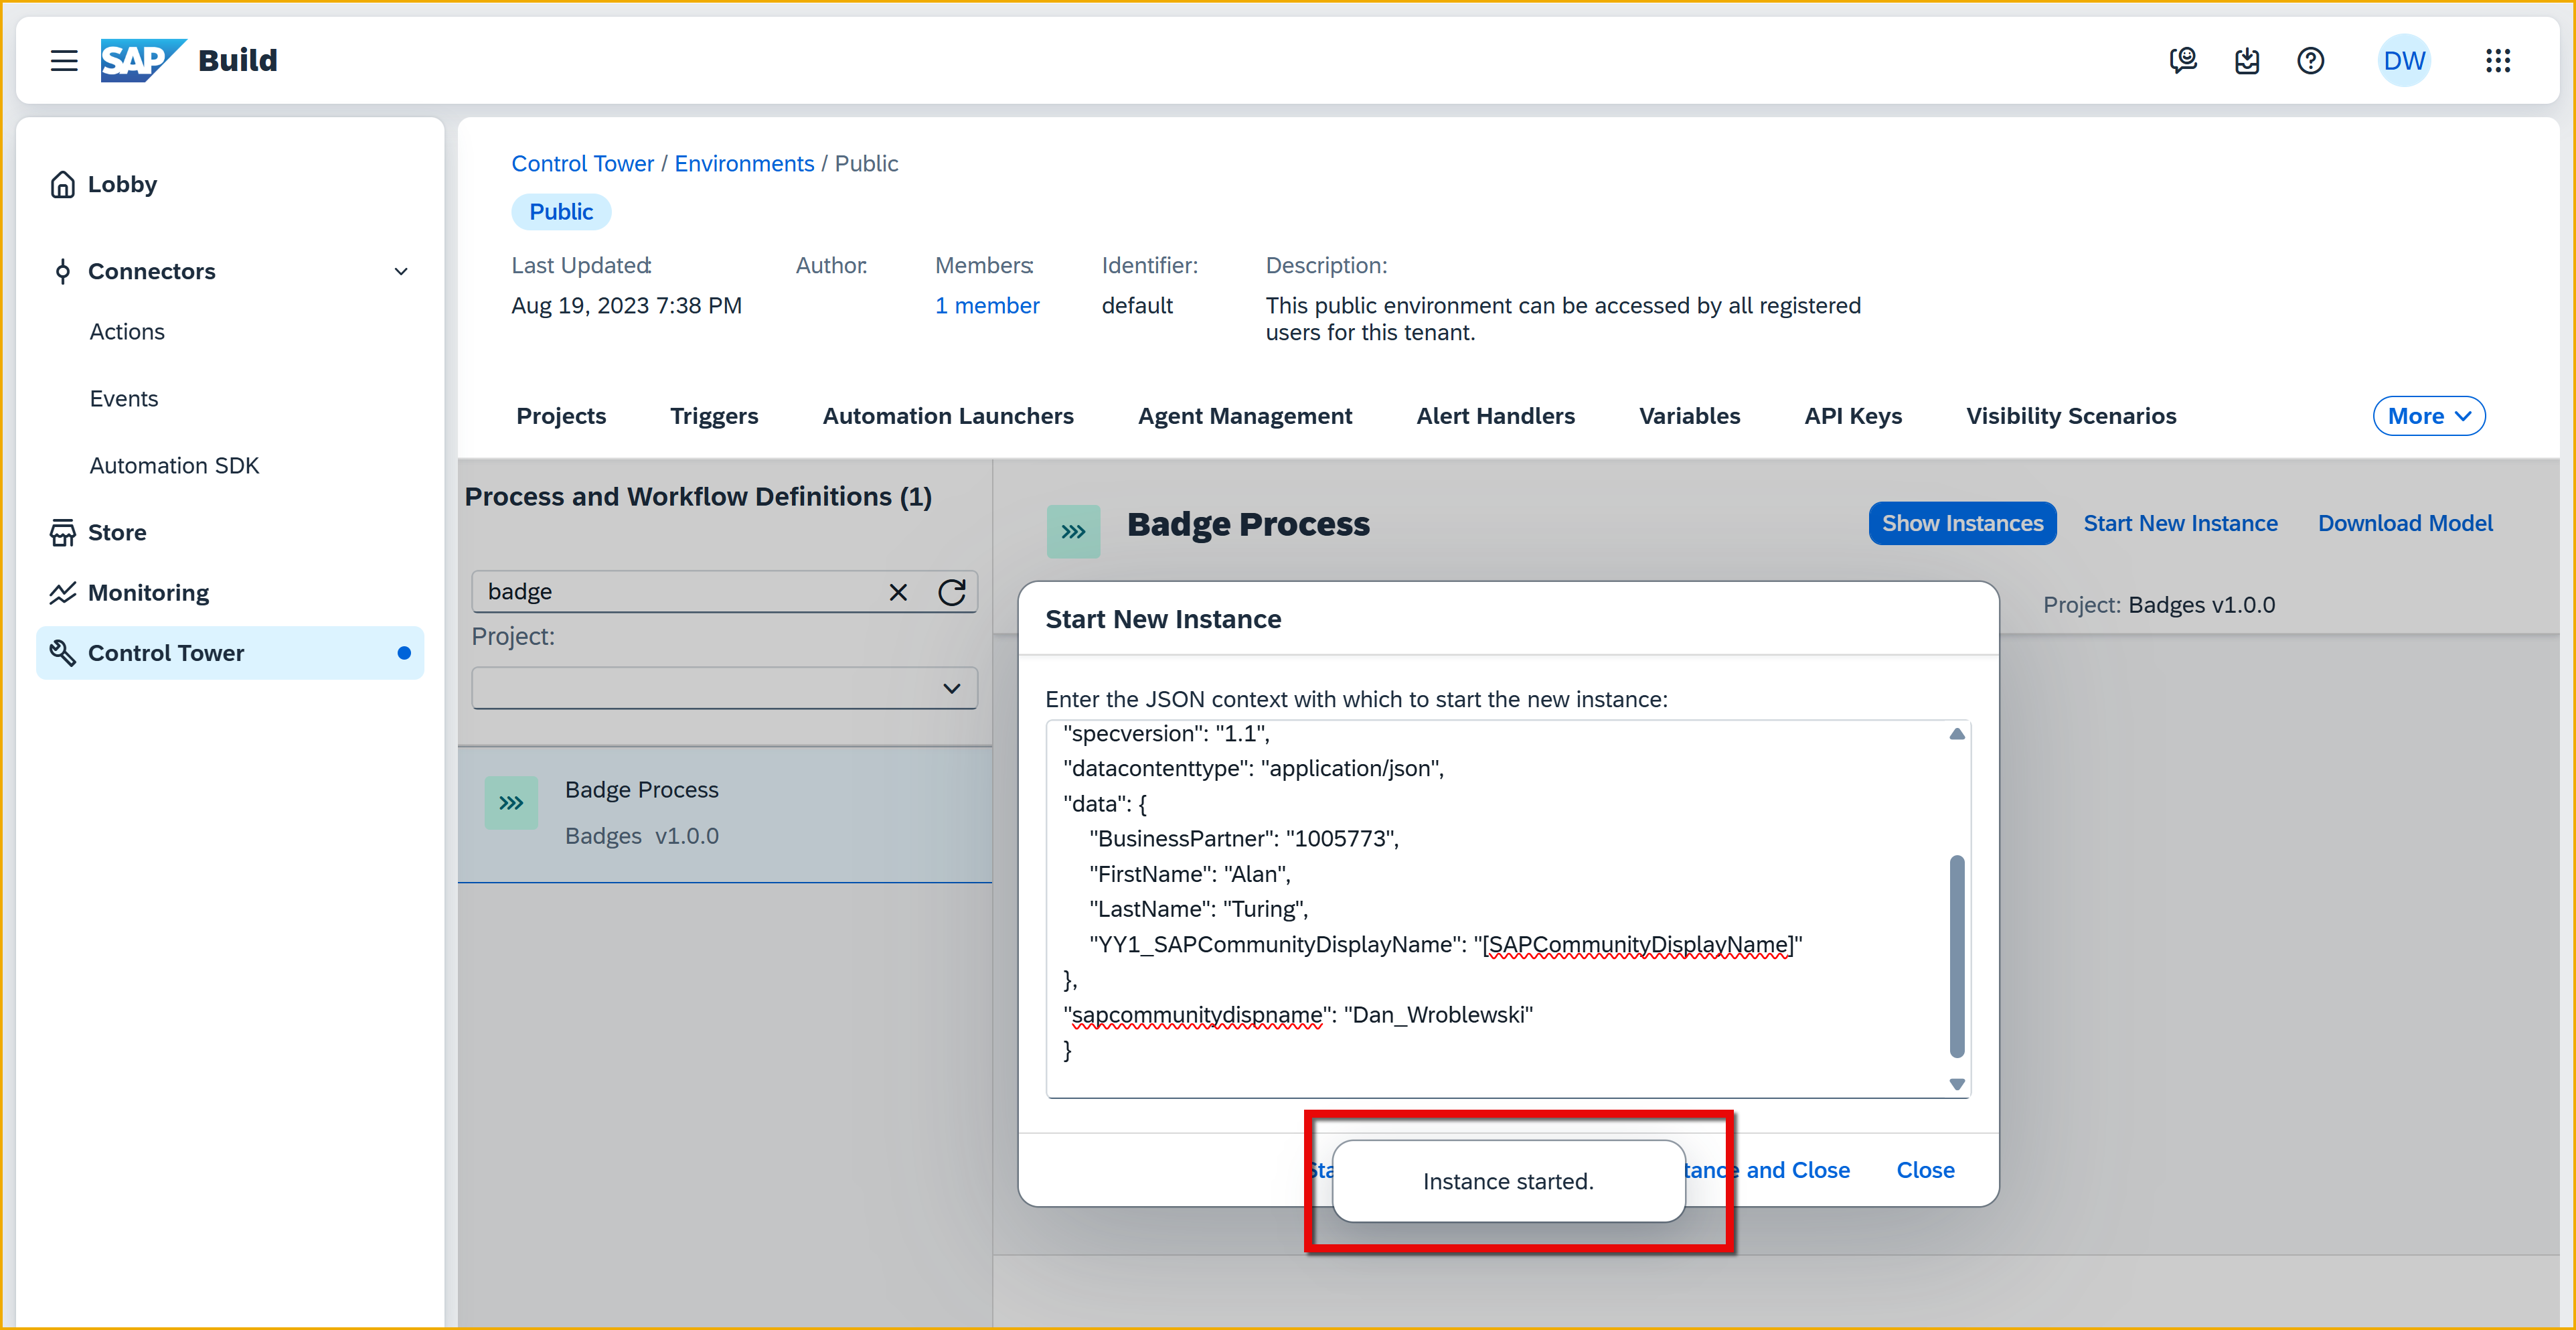 SAP Build
DW
Lobby
Connectors
Actions
Events
Automation SDK
Store
Monitoring
Control Tower
Control Tower / Environments / Public
Public
Last Updated:
Aug 19, 2023 7:38 PM
Author:
Members:
1 member
Identifier:
default
Description:
This public environment can be accessed by all registered
users for this tenant.
Projects
Triggers
Automation Launchers
Agent Management
Alert Handlers
Variables
API Keys
Visibility Scenarios
More
Process and Workflow Definitions (1)
badge
Project:
Badge Process
Badges v1.0.0
Badge Process
Show Instances
Start New Instance
Download Model
Project: Badges v1.0.0
Start New Instance
Enter the JSON context with which to start the new instance:
"specversion": "1.1",
"datacontenttype": "application/json",
"data": {
"BusinessPartner": "1005773",
"FirstName": "Alan",
"LastName": "Turing",
"YY1_SAPCommunityDisplayName": "[SAPCommunityDisplayName]"
},
"sapcommunitydispname": "Dan_Wroblewski"
}
Instance started.
and Close
Close